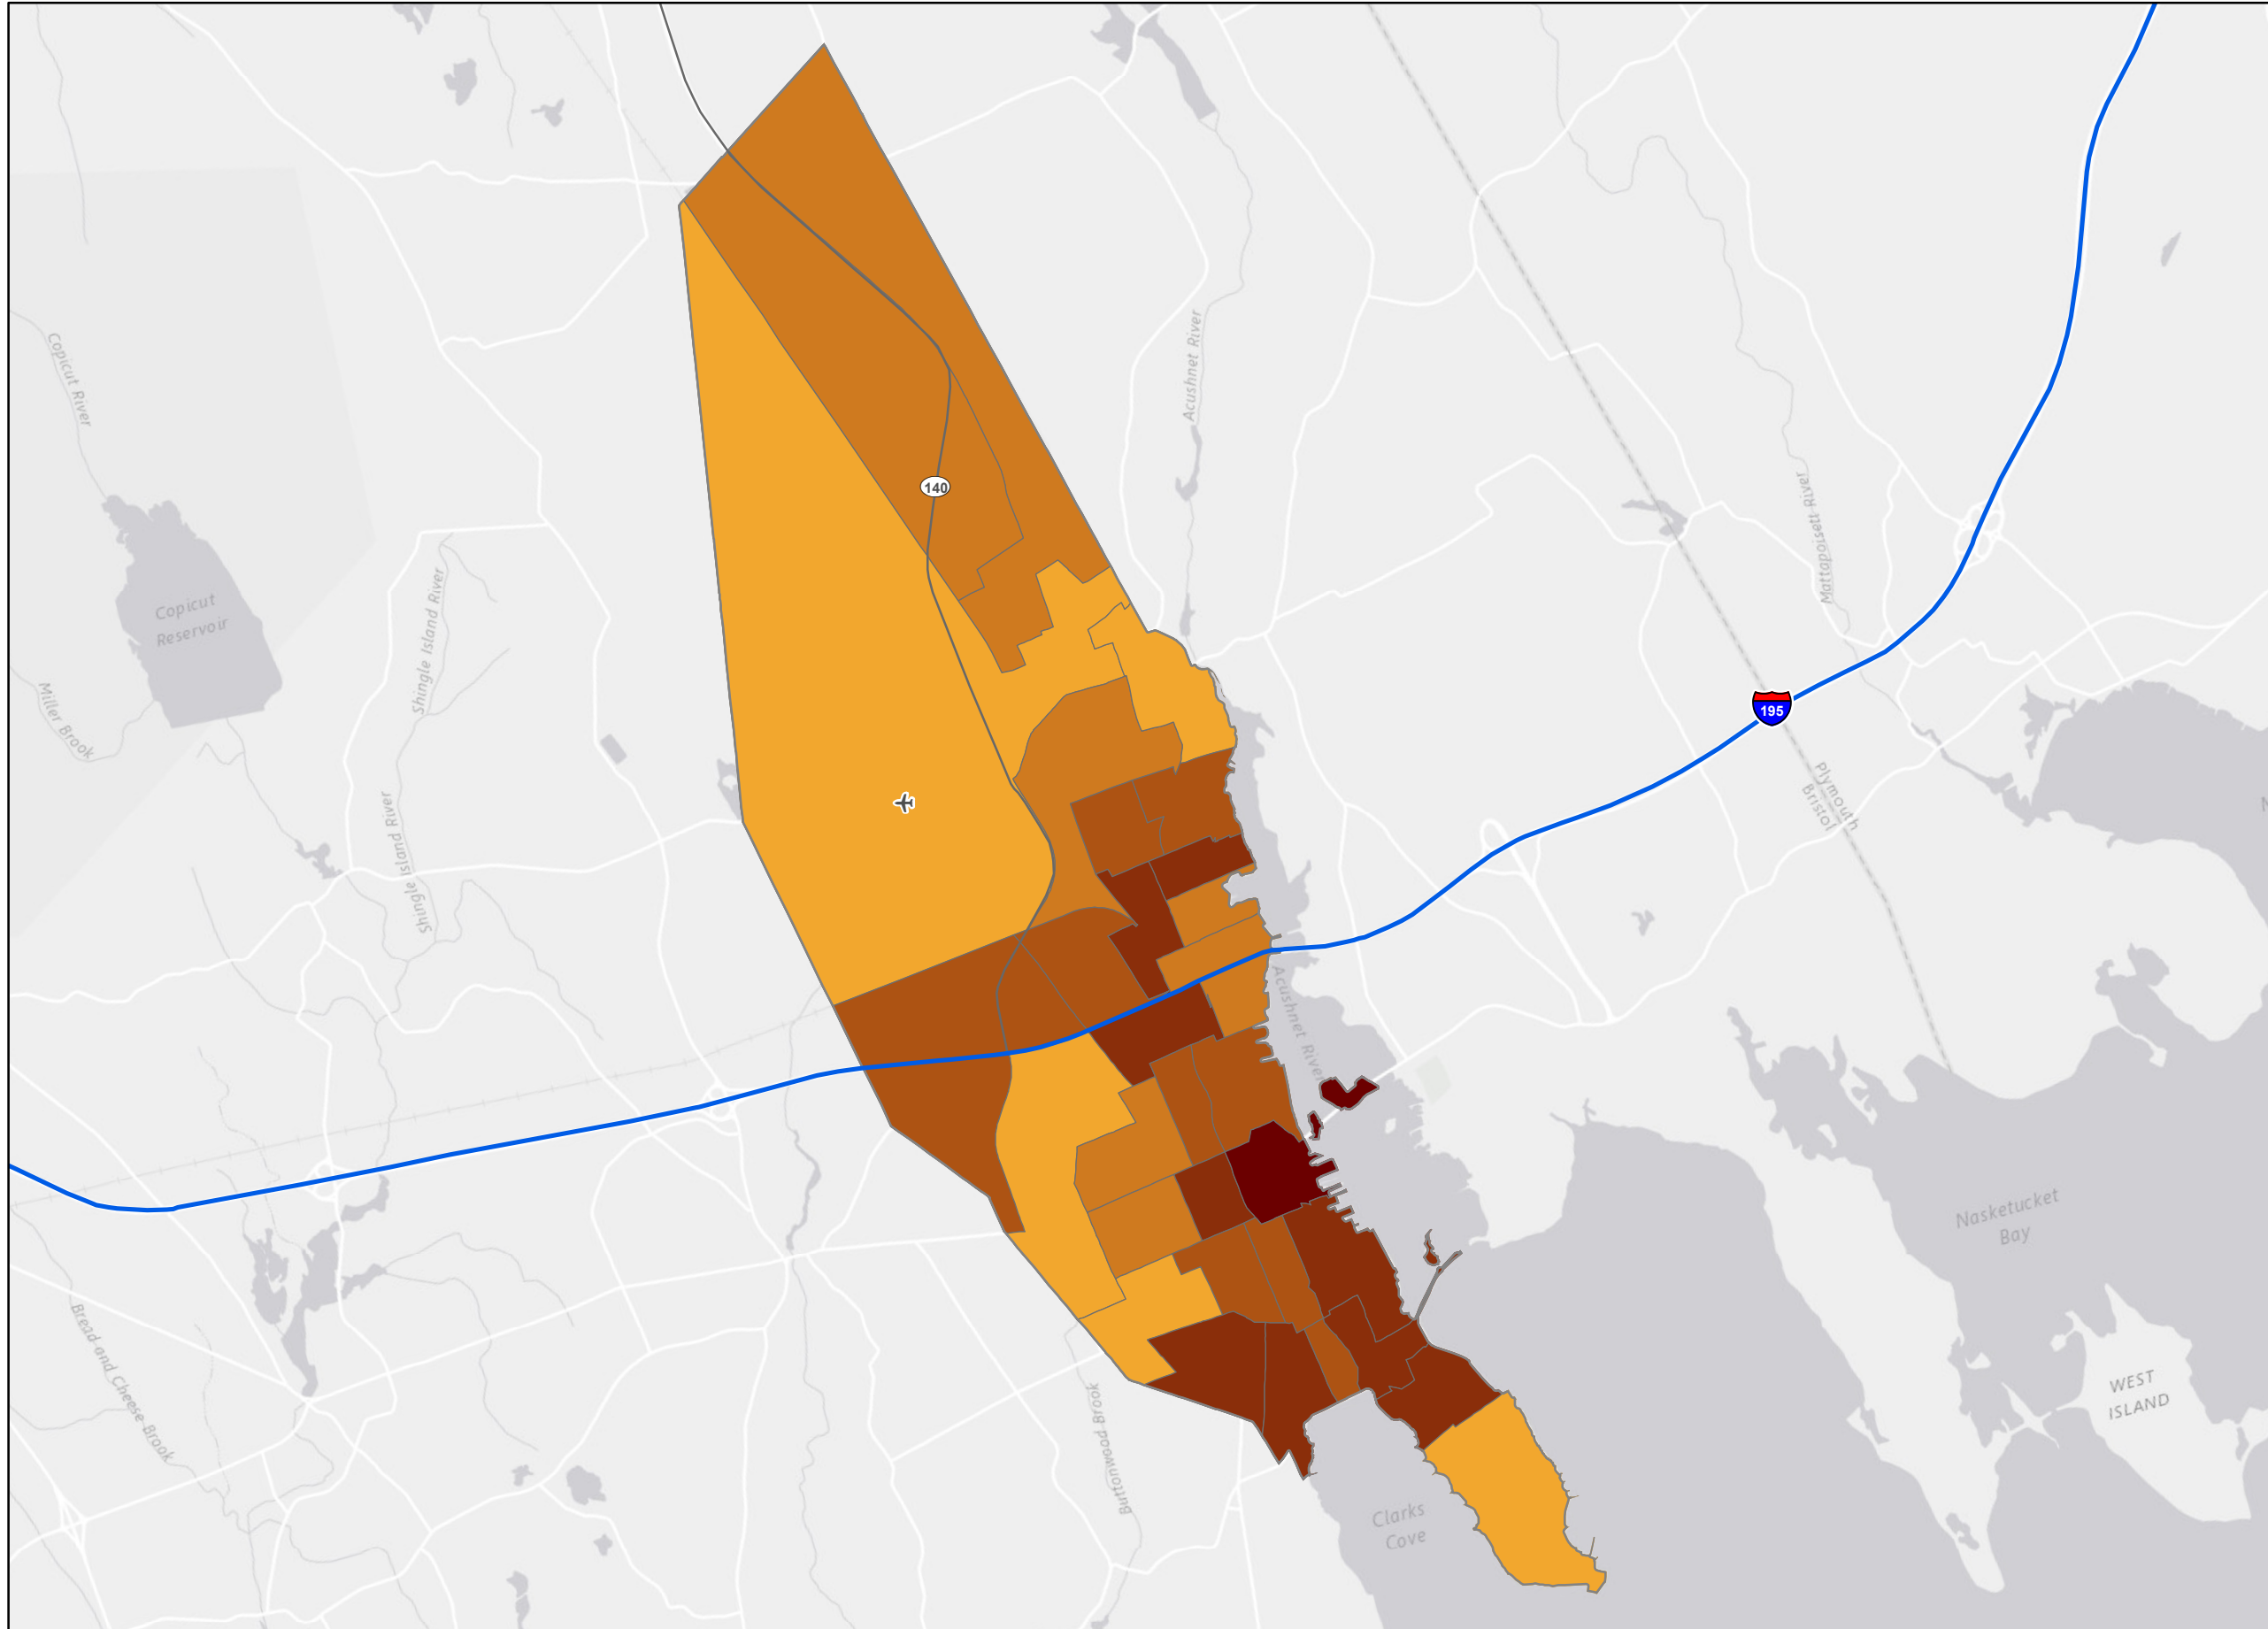 Acushnet River
Copicut River
140
Mattapoisett River
Copicut
Reservoir
Shingle Island River
Miller Brook
195
Plymouth
Bristol
Shingle Island River
Acushnet River
Nasketucket
Bay
Bread and Cheese Brook
WEST
ISLAND
Buttonwood Brook
Clarks
Cove